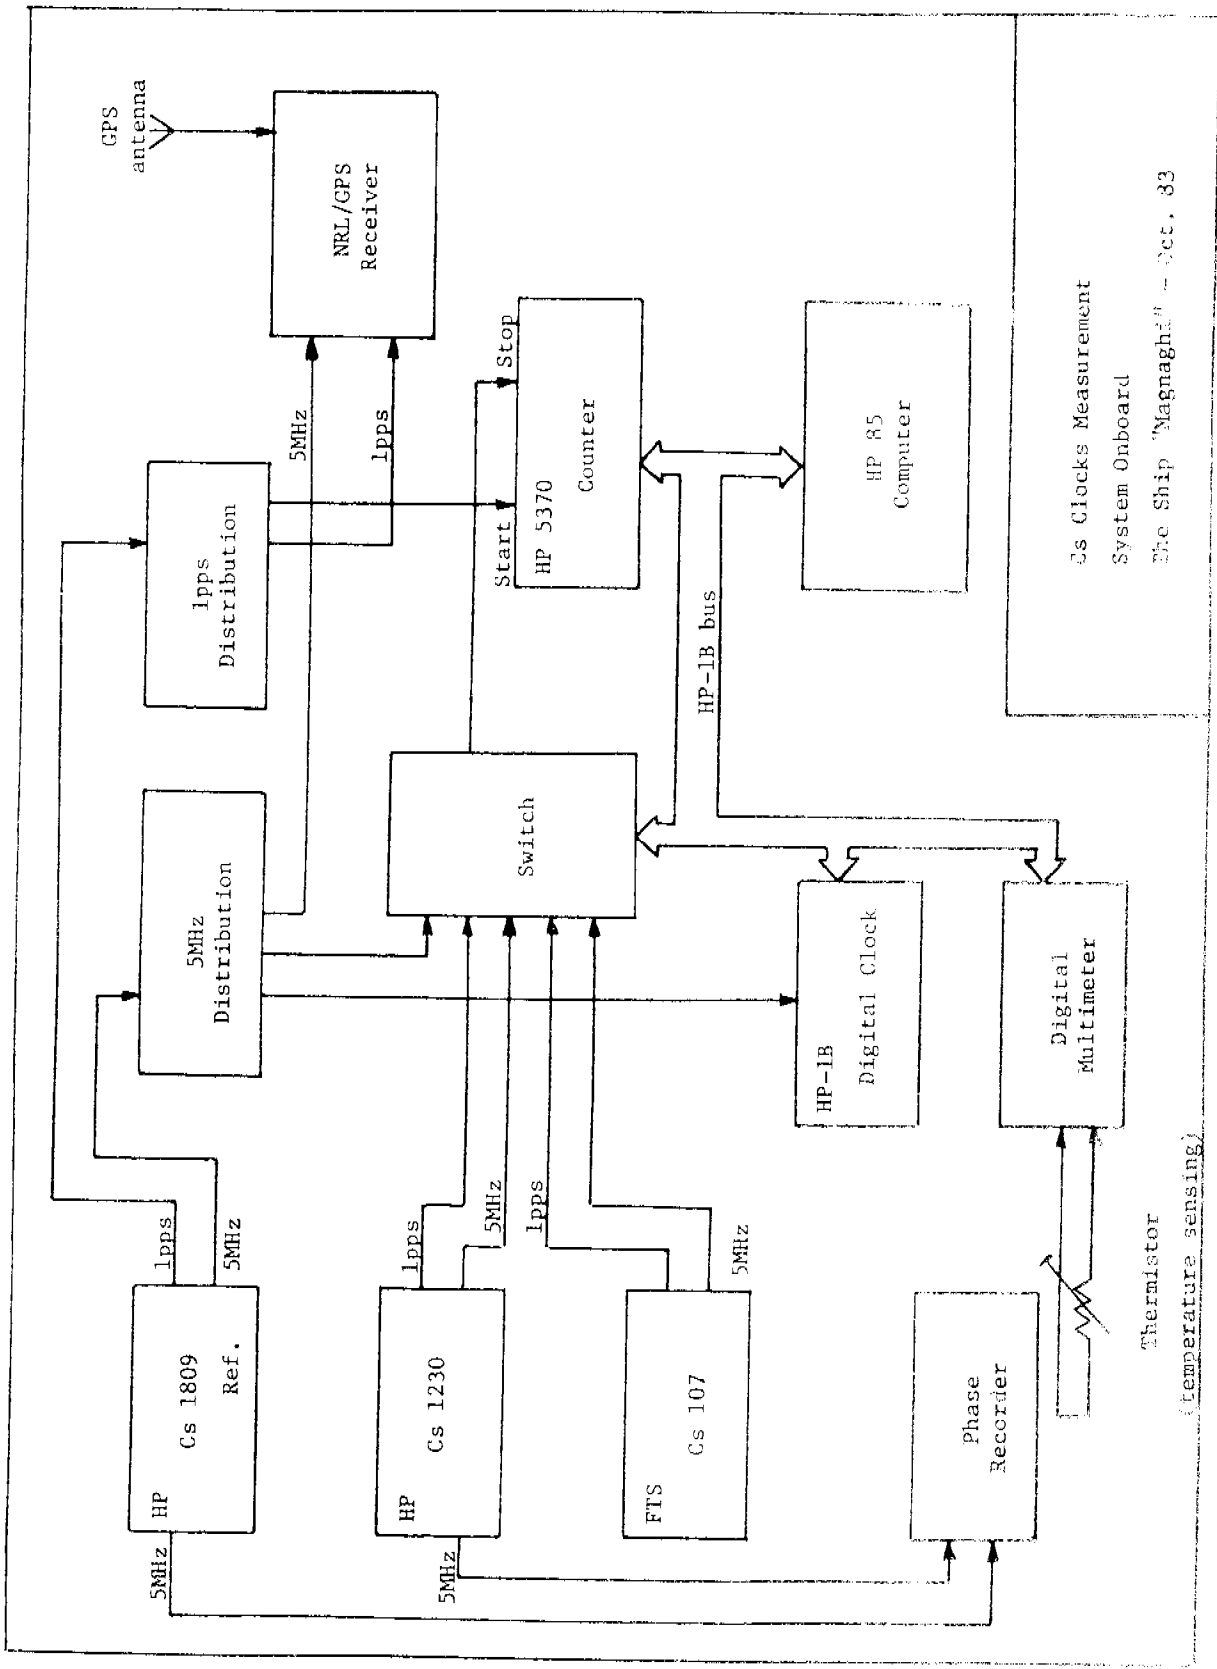 GPS
antenna
NRL/GPS
Receiver
5MHz
1pps
1pps
Distribution
5MHz
Distribution
1pps
5MHz
HP
Cs 1809
Ref.
5MHz
Start
Stop
HP 5370
Counter
Switch
1pps
5MHz
HP
Cs 1230
5MHz
1pps
5MHz
FTS
Cs 107
HP-1B bus
HP 85
Computer
HP-1B
Digital Clock
Digital
Multimeter
Phase
Recorder
Thermistor
(temperature sensing)
Cs Clocks Measurement
System Onboard
The Ship "Magnaghi" - Oct. 83